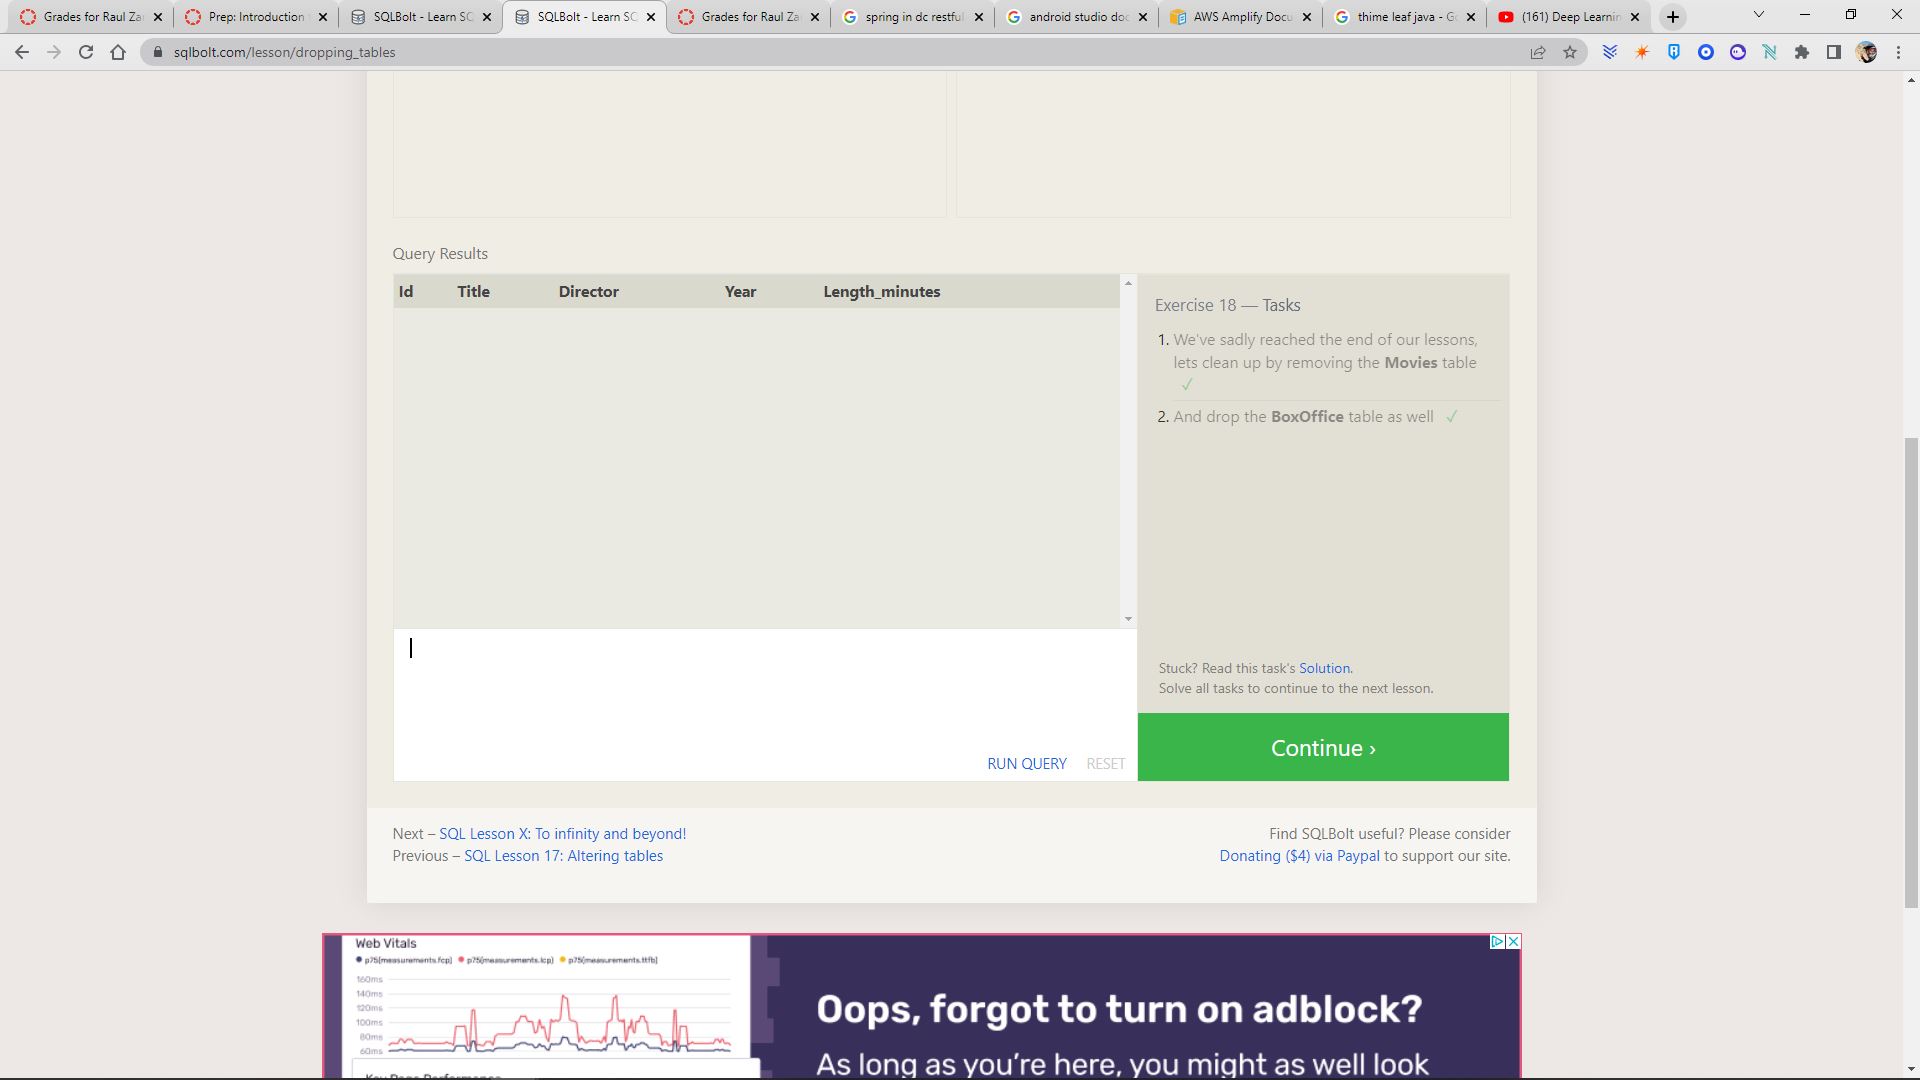 Grades for Raul Za
Prep: Introduction
SQLBolt - Learn SQ
SQLBolt - Learn SQ
Grades for Raul Za
spring in dc restful
android studio doc
AWS Amplify Docu
thime leaf java - Go
(161) Deep Learnin
sqlbolt.com/lesson/dropping_tables
Query Results
Id Title Director Year Length_minutes
Exercise 18 — Tasks
1. We've sadly reached the end of our lessons,
lets clean up by removing the Movies table
✓
2. And drop the BoxOffice table as well ✓
Stuck? Read this task's Solution.
Solve all tasks to continue to the next lesson.
RUN QUERY RESET
Continue ›
Next – SQL Lesson X: To infinity and beyond!
Previous – SQL Lesson 17: Altering tables
Find SQLBolt useful? Please consider
Donating ($4) via Paypal to support our site.
Web Vitals
p75(measurements.fcp) p75(measurements.lcp) p75(measurements.ttfb)
160ms
140ms
120ms
100ms
80ms
60ms
Oops, forgot to turn on adblock?
As long as you're here, you might as well look